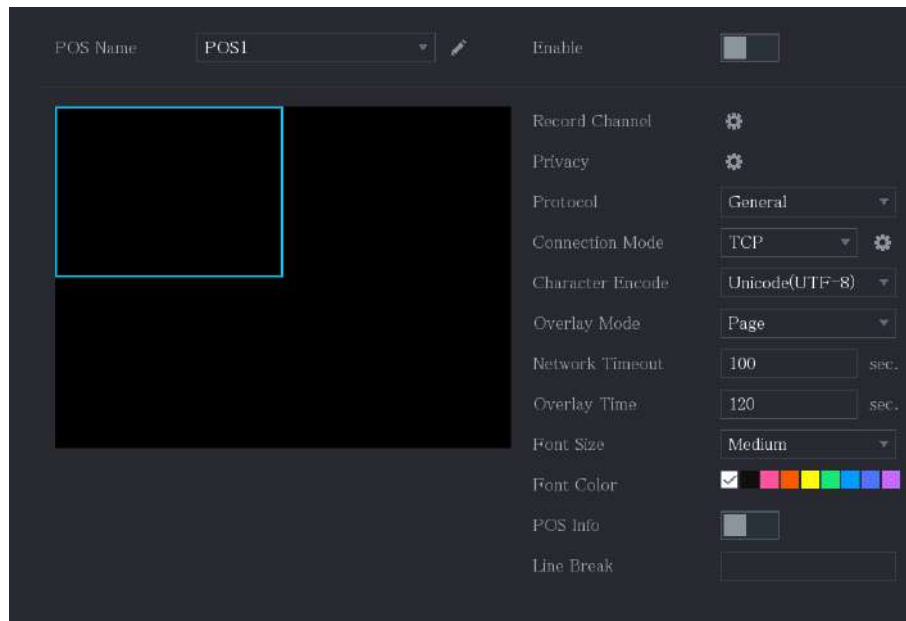 POS Name POS1 Enable
Record Channel
Privacy
Protocol General
Connection Mode TCP
Character Encode Unicode(UTF-8)
Overlay Mode Page
Network Timeout 100 sec.
Overlay Time 120 sec.
Font Size Medium
Font Color
POS Info
Line Break